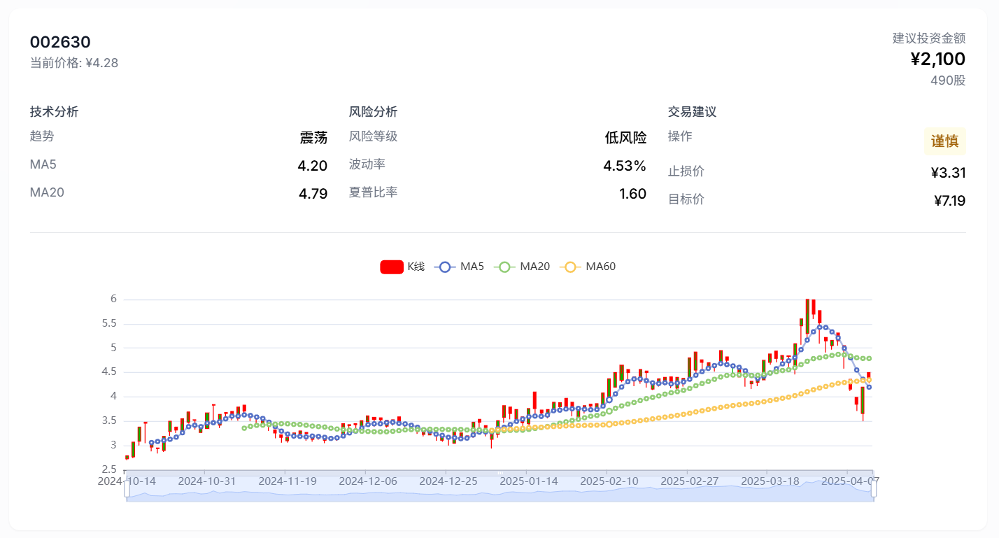 002630
当前价格: ¥4.28
建议投资金额
¥2,100
490股
技术分析
趋势 震荡
MA5 4.20
MA20 4.79
风险分析
风险等级 低风险
波动率 4.53%
夏普比率 1.60
交易建议
操作 谨慎
止损价 ¥3.31
目标价 ¥7.19
K线 MA5 MA20 MA60
6
5.5
5
4.5
4
3.5
3
2.5
2024-10-14 2024-10-31 2024-11-19 2024-12-06 2024-12-25 2025-01-14 2025-02-10 2025-02-27 2025-03-18 2025-04-07